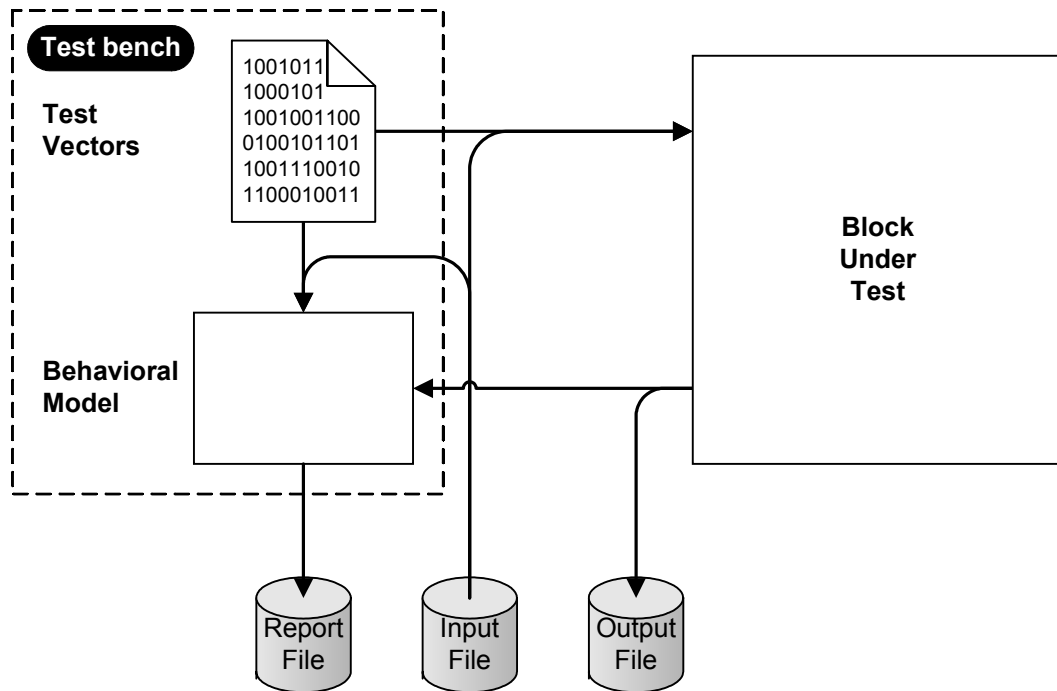 Test bench
Test
Vectors
1001011
1000101
1001001100
0100101101
1001110010
1100010011
Block
Under
Test
Behavioral
Model
Report
File
Input
File
Output
File